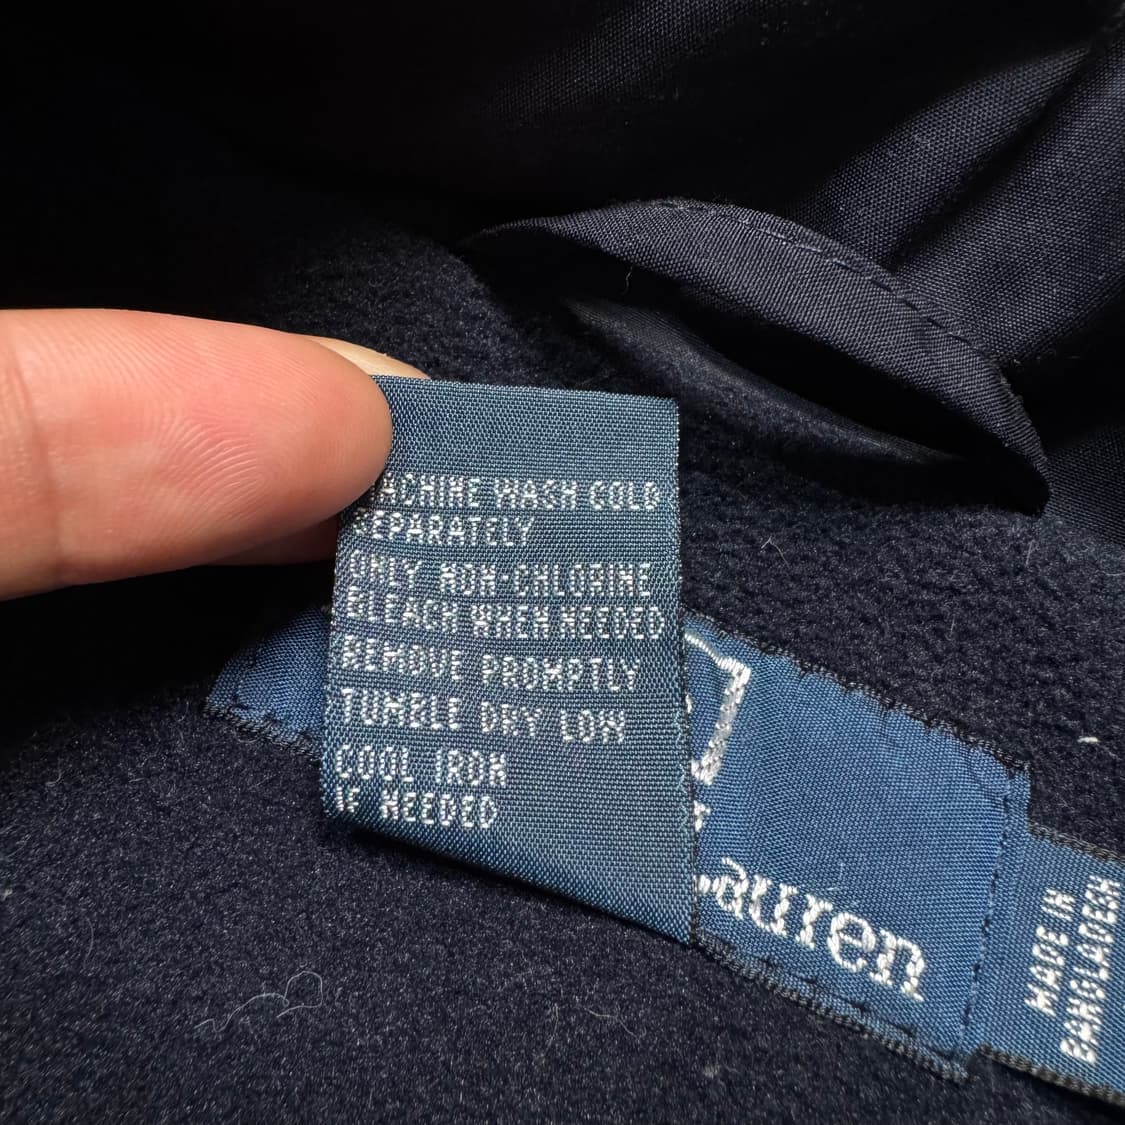 MACHINE WASH COLD
SEPARATELY
ONLY NON-CHLORINE
BLEACH WHEN NEEDED
REMOVE PROMPTLY
TUMBLE DRY LOW
COOL IRON
IF NEEDED
Lauren
MADE IN
BANGLADESH